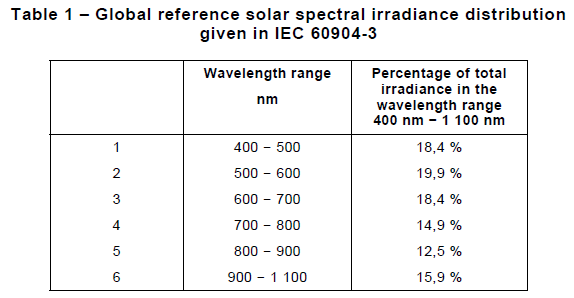 Table 1 – Global reference solar spectral irradiance distribution
given in IEC 60904-3
Wavelength range
nm
Percentage of total
irradiance in the
wavelength range
400 nm – 1 100 nm
1 400 – 500 18,4 %
2 500 – 600 19,9 %
3 600 – 700 18,4 %
4 700 – 800 14,9 %
5 800 – 900 12,5 %
6 900 – 1 100 15,9 %